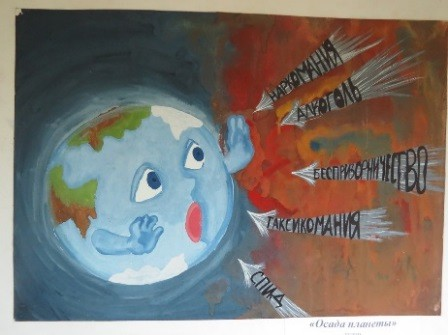 НАРКОМАНИЯ
АЛКОГОЛЬ
БЕСПРИЗОРНИЧЕСТВО
ТАКСИКОМАНИЯ
СПИД
«Осада планеты»